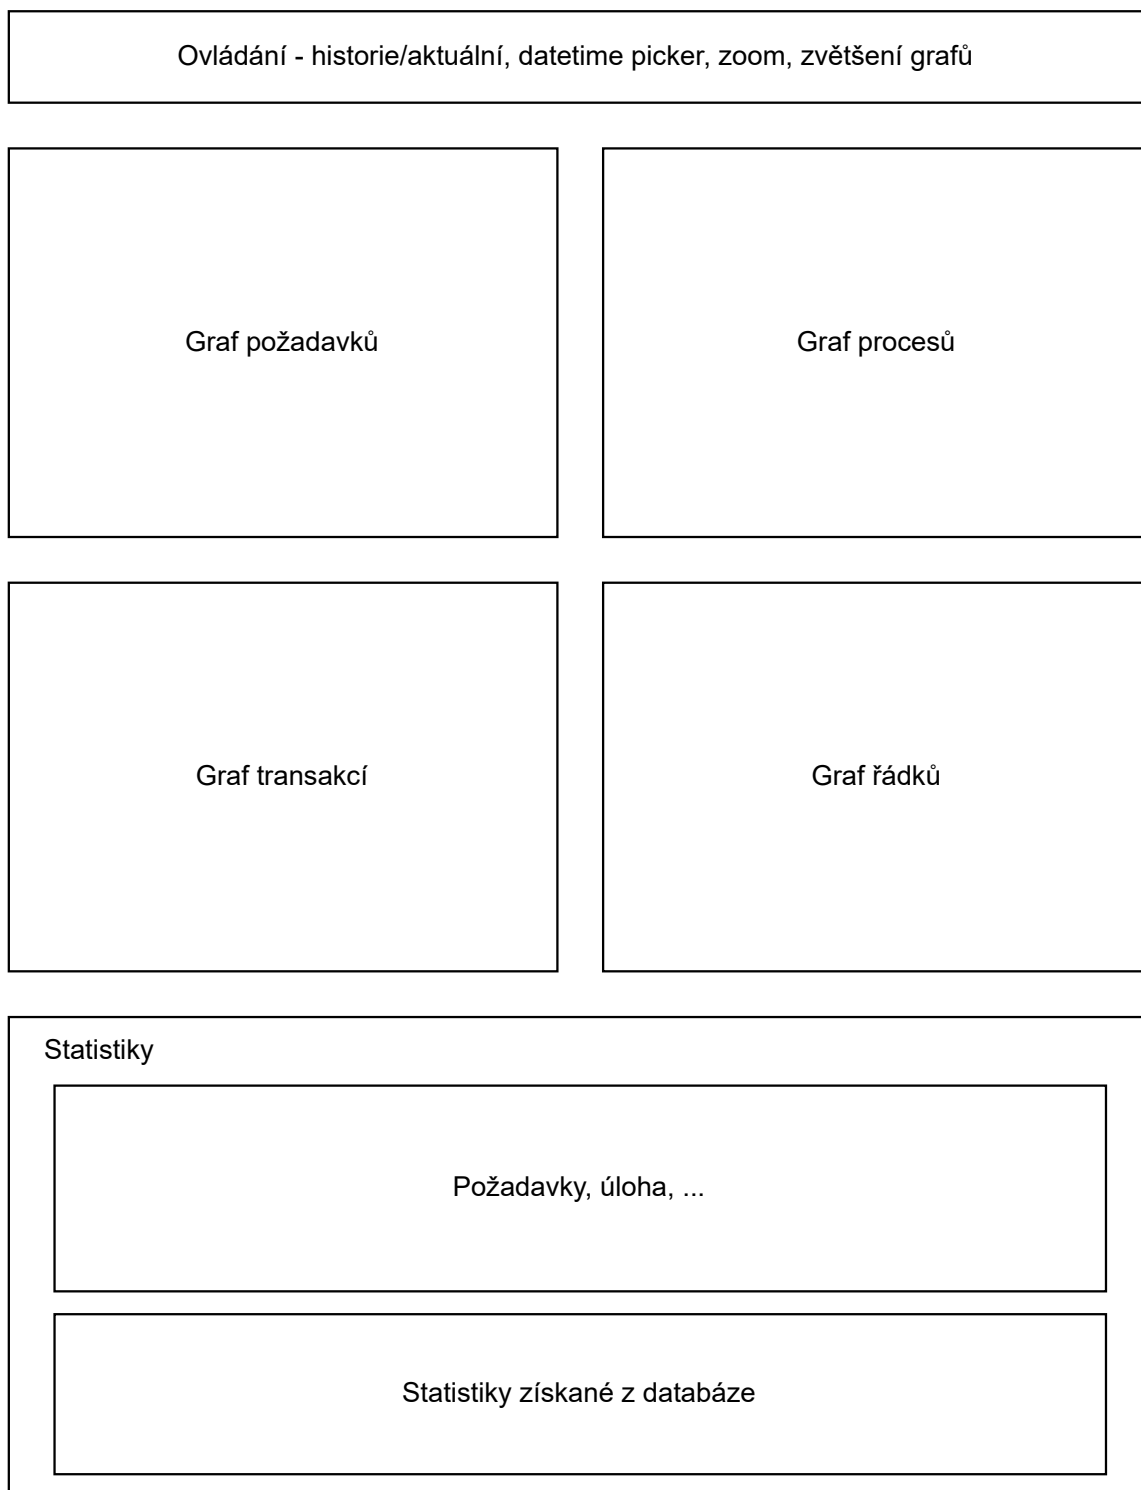 Ovládání - historie/aktuální, datetime picker, zoom, zvětšení grafů
Graf požadavků
Graf procesů
Graf transakcí
Graf řádků
Statistiky
Požadavky, úloha, ...
Statistiky získané z databáze